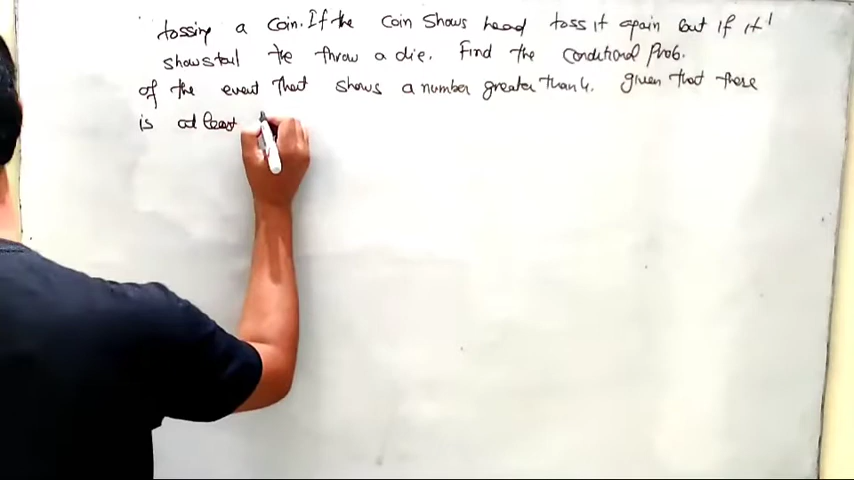 tossing a coin. If the coin shows head toss it again but if it
shows tail the throw a die. Find the conditional Prob.
of the event that shows a number greater than 4. given that there
is at least